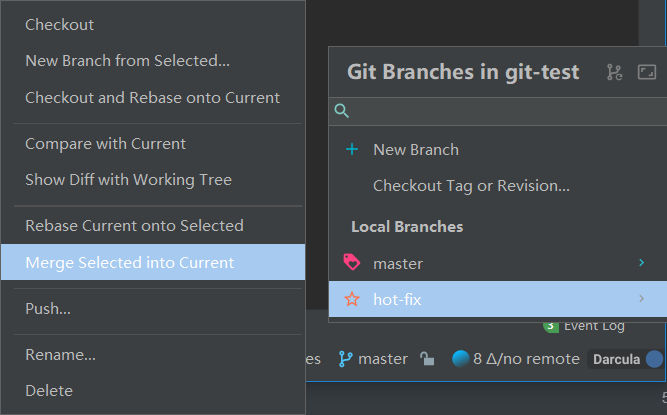 Checkout
New Branch from Selected...
Checkout and Rebase onto Current
Compare with Current
Show Diff with Working Tree
Rebase Current onto Selected
Merge Selected into Current
Push...
Rename...
Delete
Git Branches in git-test
New Branch
Checkout Tag or Revision...
Local Branches
master
hot-fix
3 Event Log
es master 8 Δ/no remote Darcula